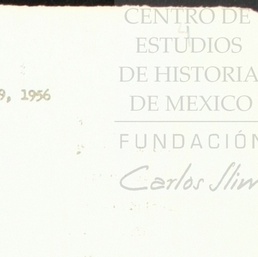 CENTRO DE
ESTUDIOS
DE HISTORIA
DE MEXICO
FUNDACIÓN
Carlos Slim
9, 1956